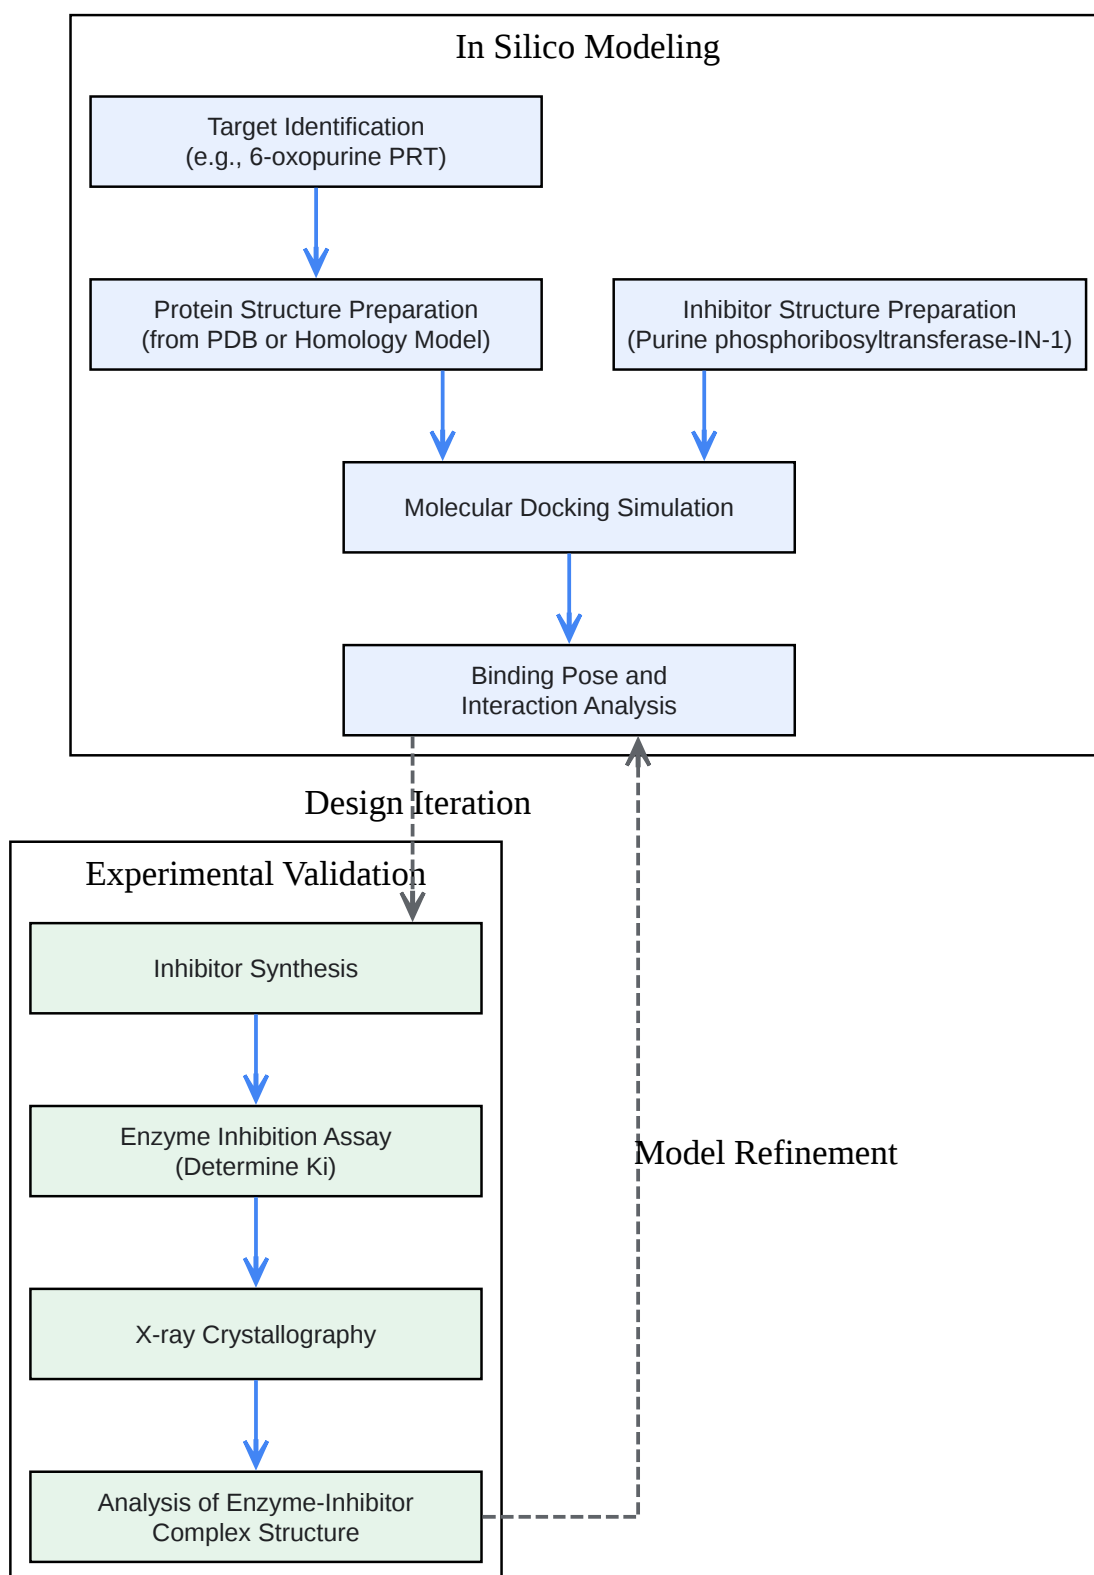 In Silico Modeling
Target Identification
(e.g., 6-oxopurine PRT)
Protein Structure Preparation
(from PDB or Homology Model)
Inhibitor Structure Preparation
(Purine phosphoribosyltransferase-IN-1)
Molecular Docking Simulation
Binding Pose and
Interaction Analysis
Design Iteration
Experimental Validation
Inhibitor Synthesis
Enzyme Inhibition Assay
(Determine Ki)
Model Refinement
X-ray Crystallography
Analysis of Enzyme-Inhibitor
Complex Structure